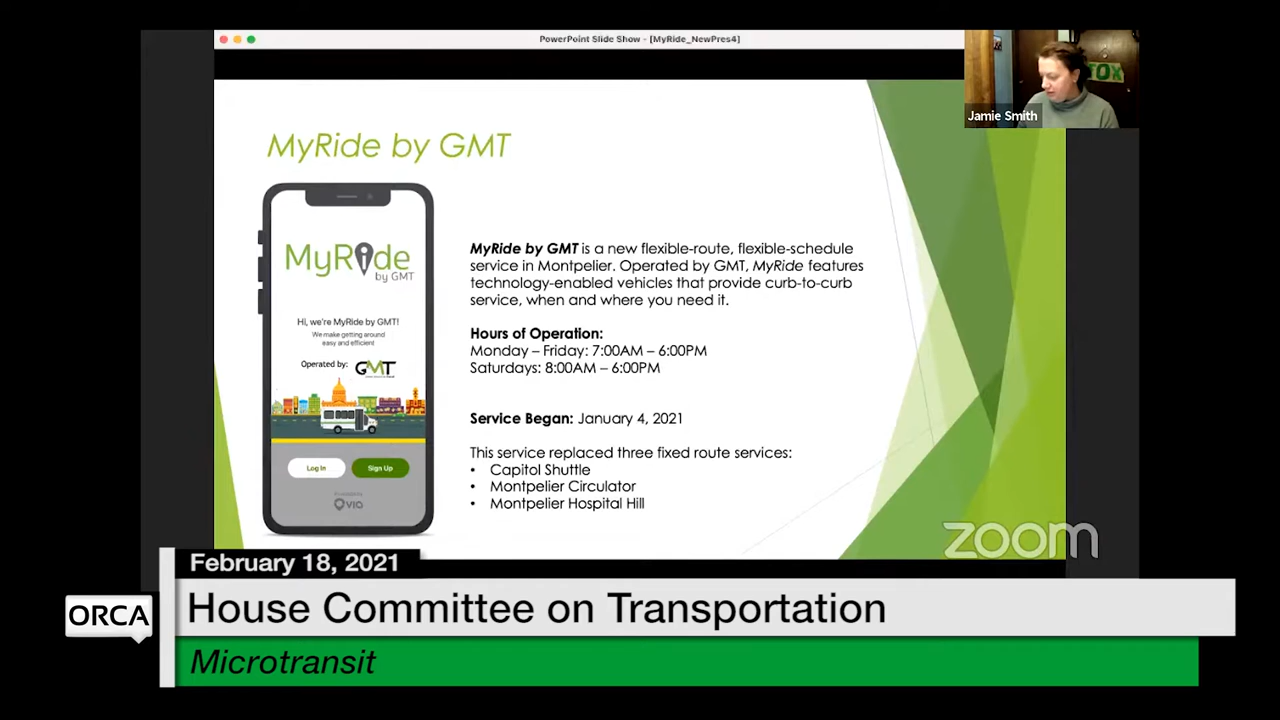 PowerPoint Slide Show - [MyRide_NewPres4]
TOX
Jamie Smith
MyRide by GMT
MyRide
by GMT
Hi, we're MyRide by GMT!
We make getting around
easy and efficient!
Operated by: GMT
Log In
Sign Up
VIA
MyRide by GMT is a new flexible-route, flexible-schedule
service in Montpelier. Operated by GMT, MyRide features
technology-enabled vehicles that provide curb-to-curb
service, when and where you need it.
Hours of Operation:
Monday – Friday: 7:00AM – 6:00PM
Saturdays: 8:00AM – 6:00PM
Service Began: January 4, 2021
This service replaced three fixed route services:
• Capitol Shuttle
• Montpelier Circulator
• Montpelier Hospital Hill
zoom
February 18, 2021
ORCA
House Committee on Transportation
Microtransit